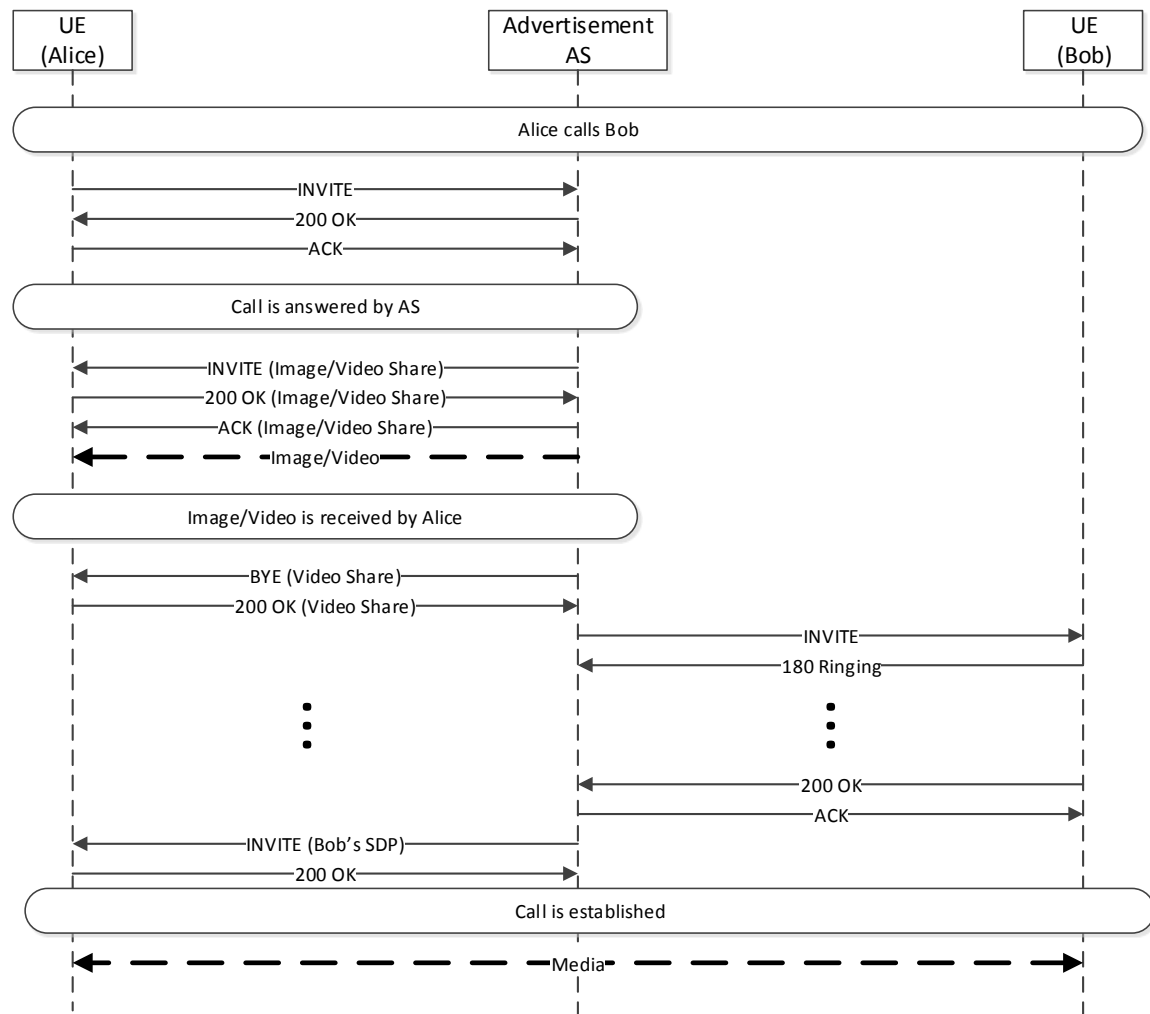 UE
(Alice)
Advertisement
AS
UE
(Bob)
Alice calls Bob
INVITE
200 OK
ACK
Call is answered by AS
INVITE (Image/Video Share)
200 OK (Image/Video Share)
ACK (Image/Video Share)
Image/Video
Image/Video is received by Alice
BYE (Video Share)
200 OK (Video Share)
INVITE
180 Ringing
200 OK
ACK
INVITE (Bob’s SDP)
200 OK
Call is established
Media